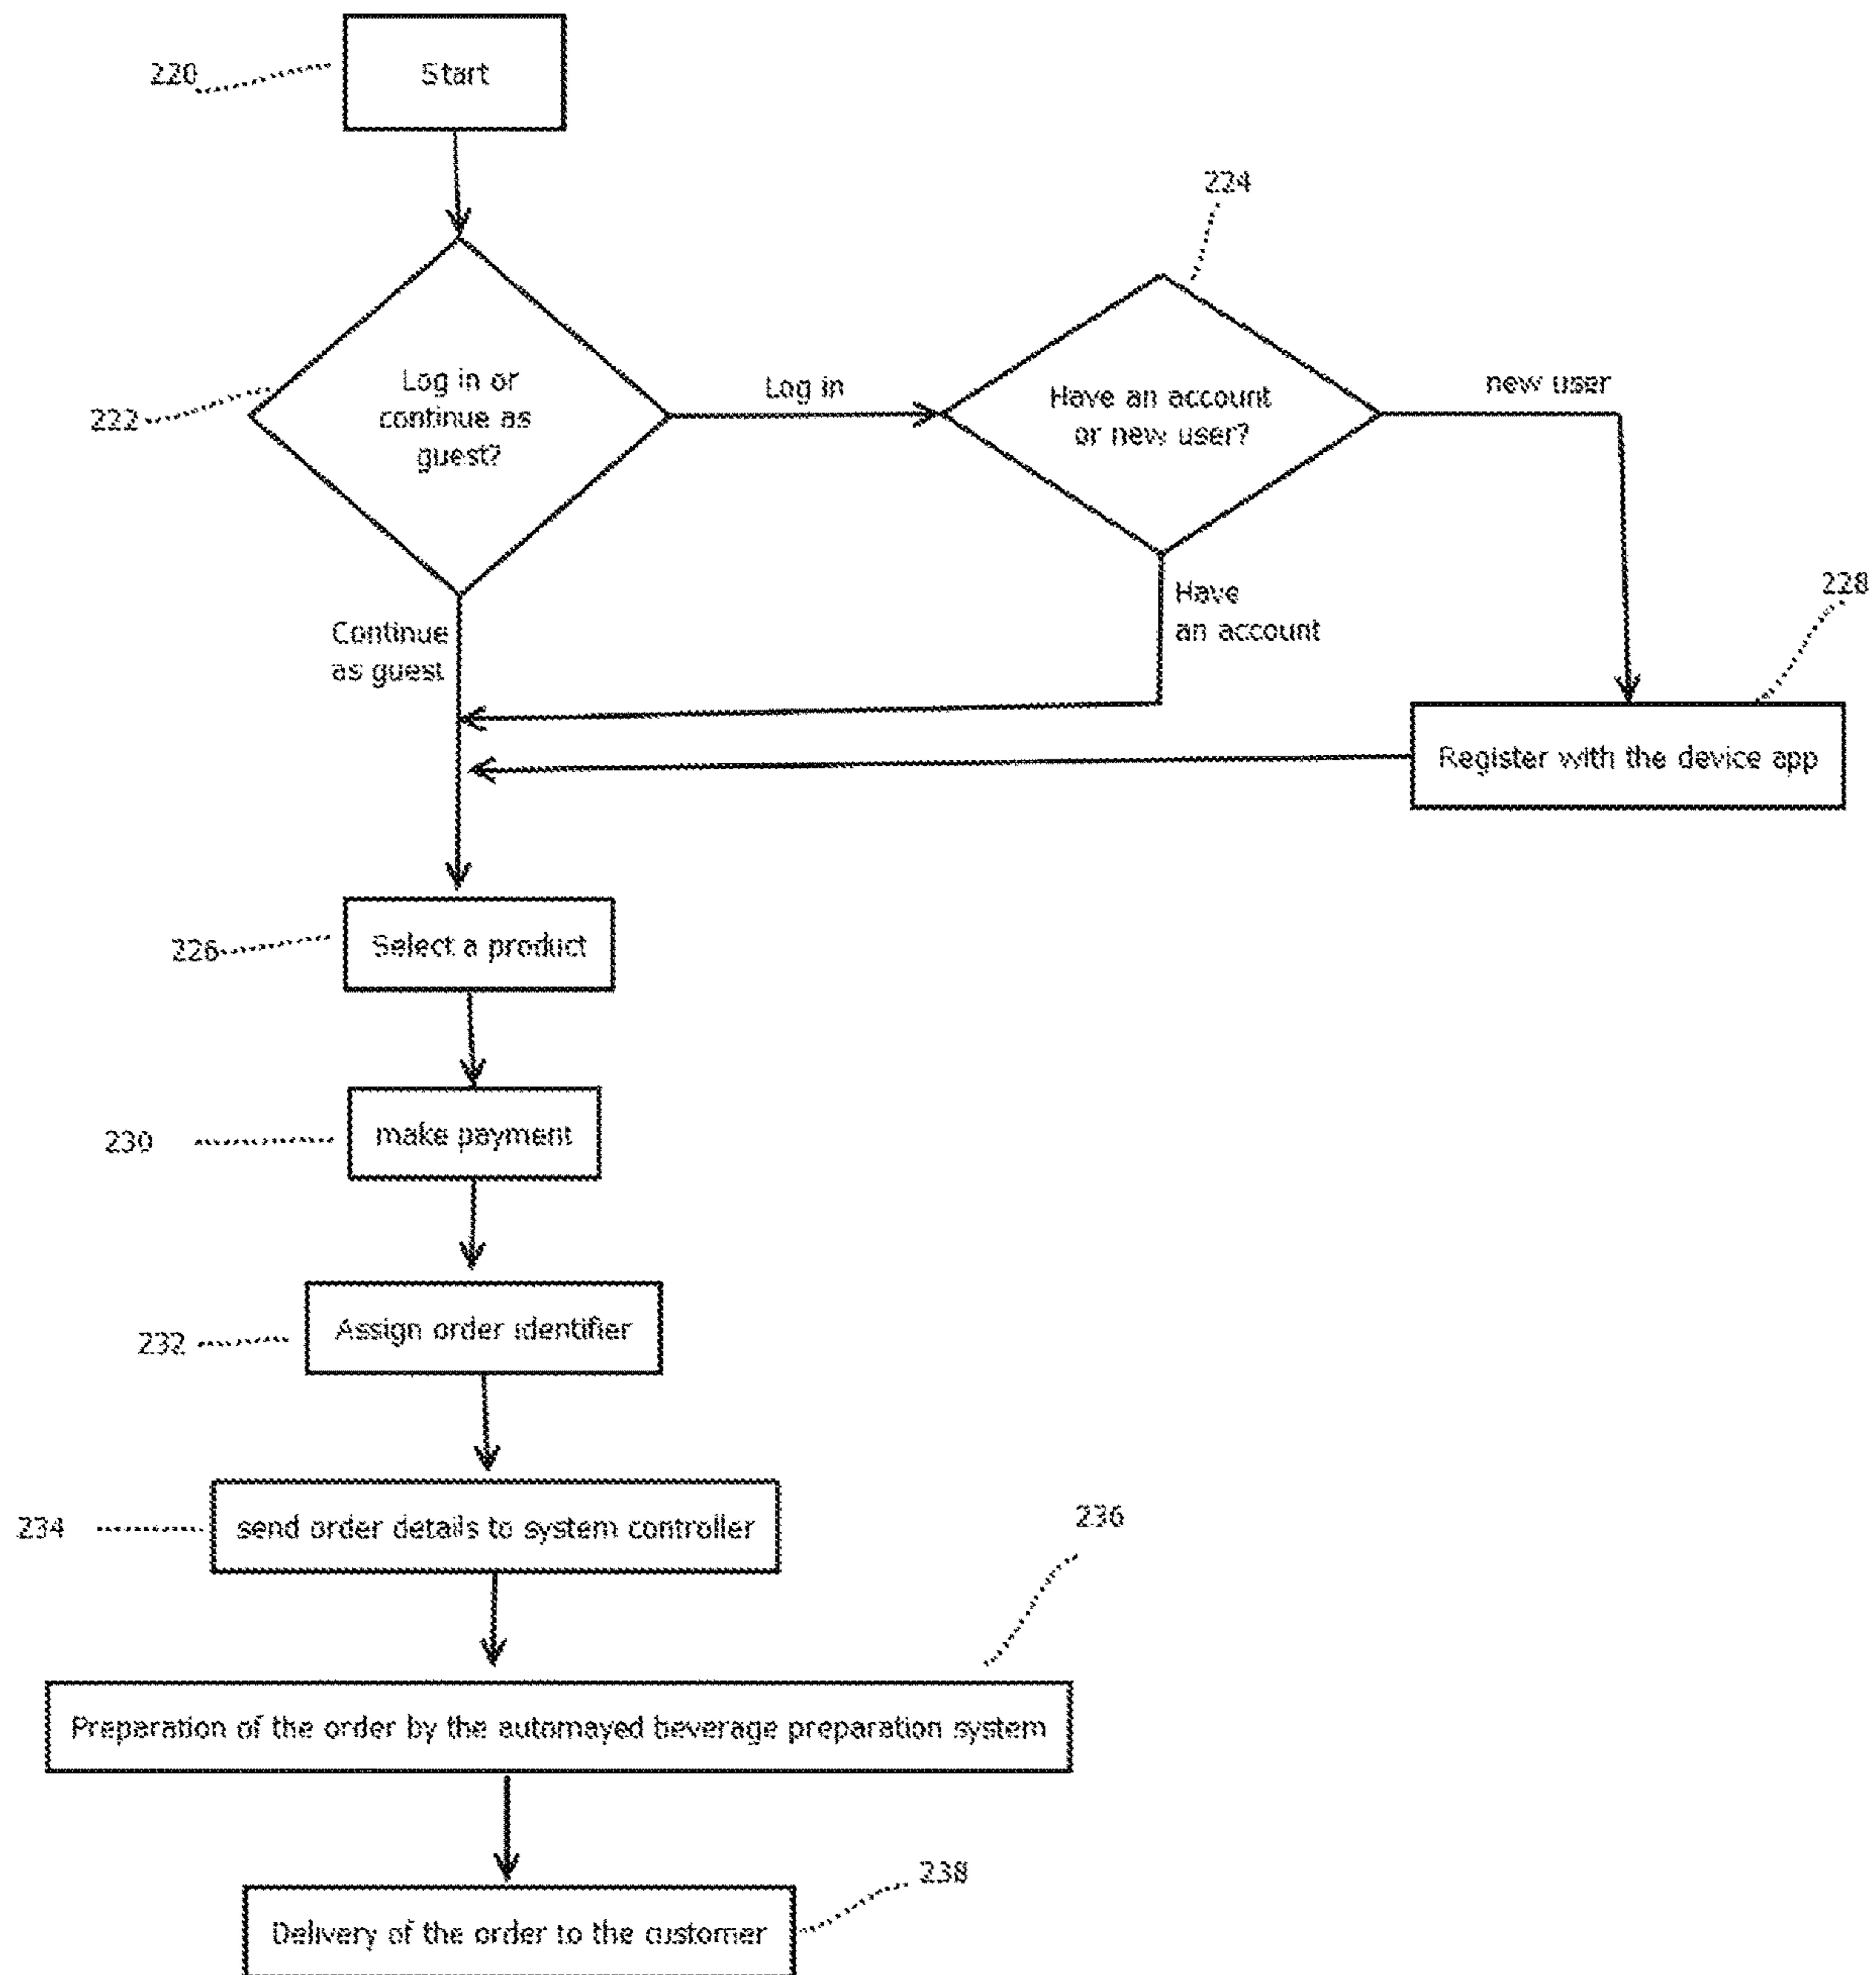 220
Start
224
Log in or
continue as
guest?
222
Log in
Have an account
or new user?
new user
Continue
as guest
Have
an account
228
Register with the device app
226
Select a product
230
make payment
232
Assign order identifier
234
send order details to system controller
236
Preparation of the order by the automayed beverage preparation system
238
Delivery of the order to the customer